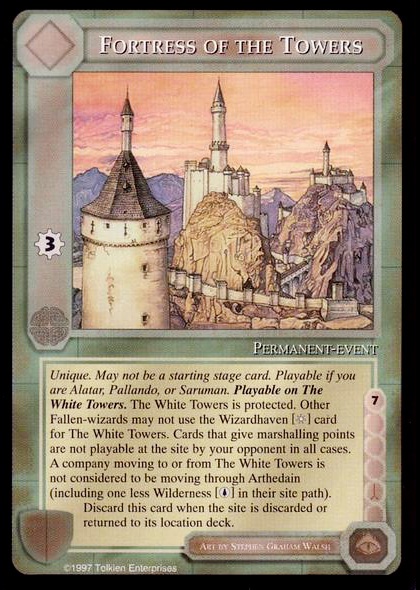 FORTRESS OF THE TOWERS
3
PERMANENT-EVENT
Unique. May not be a starting stage card. Playable if you
are Alatar, Pallando, or Saruman. Playable on The
White Towers. The White Towers is protected. Other
Fallen-wizards may not use the Wizardhaven [] card
for The White Towers. Cards that give marshalling points
are not playable at the site by your opponent in all cases.
A company moving to or from The White Towers is
not considered to be moving through Arthedain
(including one less Wilderness [] in their site path).
Discard this card when the site is discarded or
returned to its location deck.
7
ART BY STEPHEN GRAHAM WALSH
©1997 Tolkien Enterprises